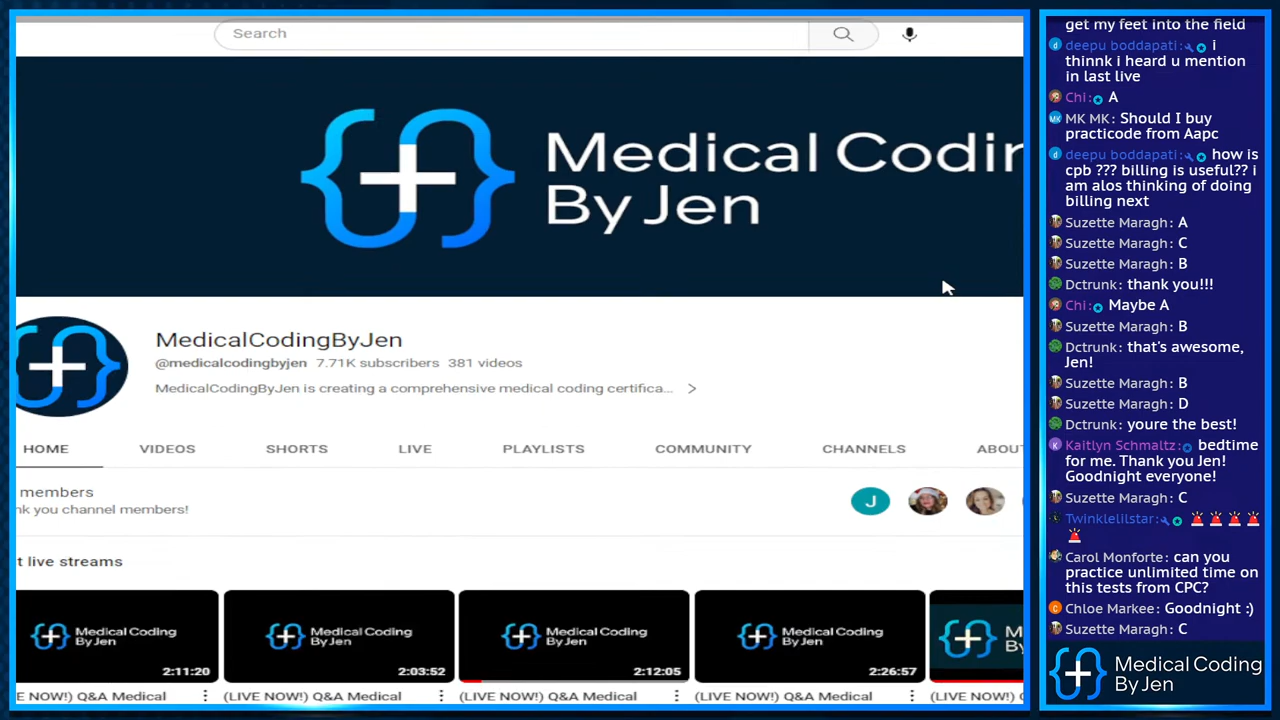 Search
Medical Codin
By Jen
MedicalCodingByJen
@medicalcodingbyjen 7.71K subscribers 381 videos
MedicalCodingByJen is creating a comprehensive medical coding certifica...
HOME VIDEOS SHORTS LIVE PLAYLISTS COMMUNITY CHANNELS ABOU
members
nk you channel members!
J
t live streams
Medical Coding
By Jen
2:11:20
Medical Coding
By Jen
2:03:52
Medical Coding
By Jen
2:12:05
Medical Coding
By Jen
2:26:57
M
By
(LIVE NOW!) Q&A Medical
(LIVE NOW!) Q&A Medical
(LIVE NOW!) Q&A Medical
(LIVE NOW!) Q&A Medical
(LIVE NO
get my feet into the field
d deepu boddapati: i
thinnk i heard u mention
in last live
Chi: A
MK MK MK: Should I buy
practicode from Aapc
d deepu boddapati: how is
cpb ??? billing is useful?? i
am alos thinking of doing
billing next
Suzette Maragh: A
Suzette Maragh: C
Suzette Maragh: B
Dctrunk: thank you!!!
Chi: Maybe A
Suzette Maragh: B
Dctrunk: that's awesome,
Jen!
Suzette Maragh: B
Suzette Maragh: D
Dctrunk: youre the best!
K Kaitlyn Schmaltz: bedtime
for me. Thank you Jen!
Goodnight everyone!
Suzette Maragh: C
Twinklelilstar: 🚨 🚨 🚨 🚨
🚨
Carol Monforte: can you
practice unlimited time on
this tests from CPC?
C Chloe Markee: Goodnight :)
Suzette Maragh: C
Medical Coding
By Jen